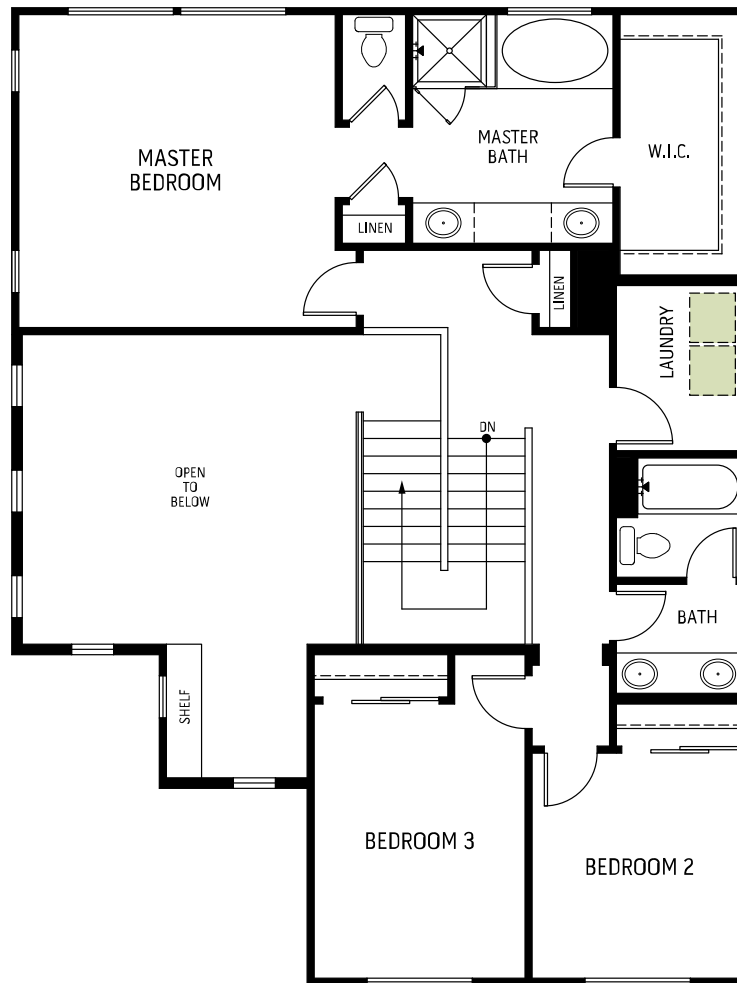 MASTER
BEDROOM
MASTER
BATH
W.I.C.
LINEN
LINEN
LAUNDRY
DN
OPEN
TO
BELOW
BATH
SHELF
BEDROOM 3
BEDROOM 2